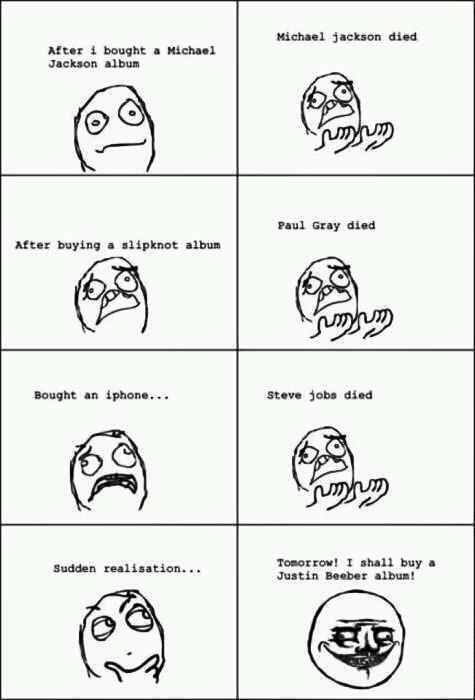 After i bought a Michael
Jackson album
Michael jackson died
After buying a slipknot album
Paul Gray died
Bought an iphone...
Steve jobs died
Sudden realisation...
Tomorrow! I shall buy a
Justin Beeber album!